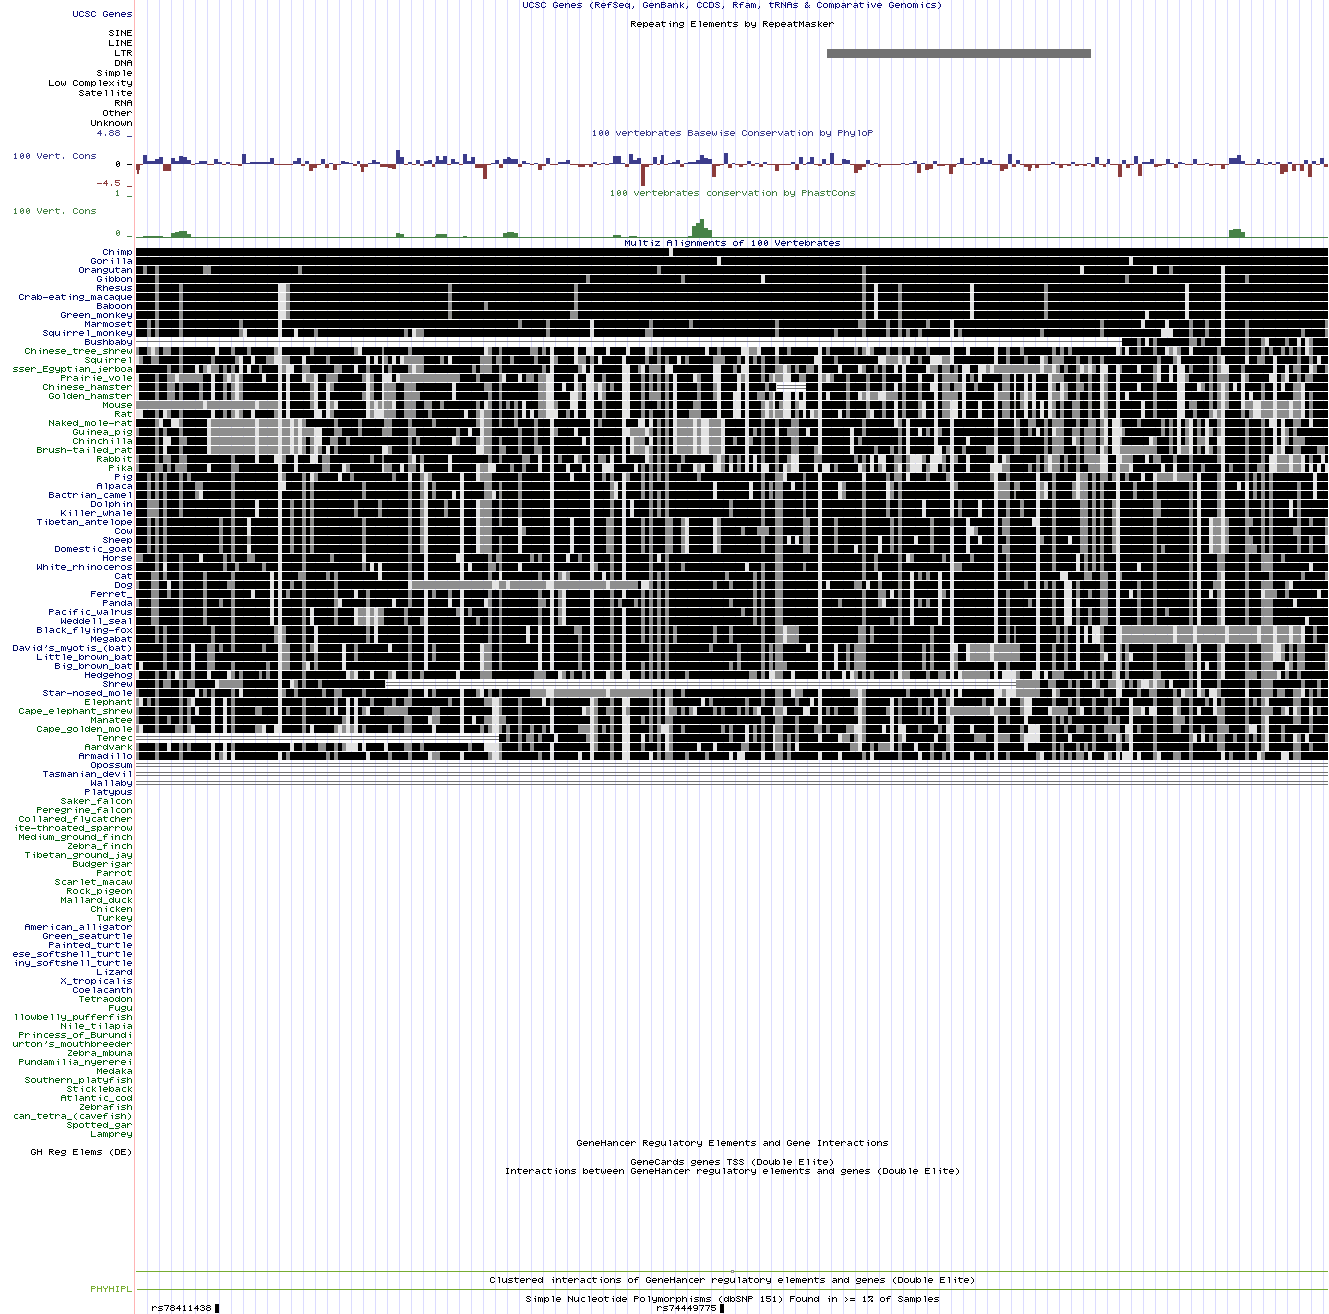 UCSC Genes (RefSeq, GenBank, CCDS, Rfam, tRNAs & Comparative Genomics)
UCSC Genes
Repeating Elements by RepeatMasker
SINE
LINE
LTR
DNA
Simple
Low Complexity
Satellite
RNA
Other
Unknown
4.88 _
100 vertebrates Basewise Conservation by PhyloP
100 Vert. Cons
0 _
-4.5 _
1 _
100 vertebrates conservation by PhastCons
100 Vert. Cons
0 _
Multiz Alignments of 100 Vertebrates
Chimp
Gorilla
Orangutan
Gibbon
Rhesus
Crab-eating_macaque
Baboon
Green_monkey
Marmoset
Squirrel_monkey
Bushbaby
Chinese_tree_shrew
Squirrel
sser_Egyptian_jerboa
Prairie_vole
Chinese_hamster
Golden_hamster
Mouse
Rat
Naked_mole-rat
Guinea_pig
Chinchilla
Brush-tailed_rat
Rabbit
Pika
Pig
Alpaca
Bactrian_camel
Dolphin
Killer_whale
Tibetan_antelope
Cow
Sheep
Domestic_goat
Horse
White_rhinoceros
Cat
Dog
Ferret_
Panda
Pacific_walrus
Weddell_seal
Black_flying-fox
Megabat
David's_myotis_(bat)
Little_brown_bat
Big_brown_bat
Hedgehog
Shrew
Star-nosed_mole
Elephant
Cape_elephant_shrew
Manatee
Cape_golden_mole
Tenrec
Aardvark
Armadillo
Opossum
Tasmanian_devil
Wallaby
Platypus
Saker_falcon
Peregrine_falcon
Collared_flycatcher
ite-throated_sparrow
Medium_ground_finch
Zebra_finch
Tibetan_ground_jay
Budgerigar
Parrot
Scarlet_macaw
Rock_pigeon
Mallard_duck
Chicken
Turkey
American_alligator
Green_seaturtle
Painted_turtle
ese_softshell_turtle
iny_softshell_turtle
Lizard
X_tropicalis
Coelacanth
Tetraodon
Fugu
llowbelly_pufferfish
Nile_tilapia
Princess_of_Burundi
urton's_mouthbreeder
Zebra_mbuna
Pundamilia_nyererei
Medaka
Southern_platyfish
Stickleback
Atlantic_cod
Zebrafish
can_tetra_(cavefish)
Spotted_gar
Lamprey
GeneHancer Regulatory Elements and Gene Interactions
GH Reg Elems (DE)
GeneCards genes TSS (Double Elite)
Interactions between GeneHancer regulatory elements and genes (Double Elite)
Clustered interactions of GeneHancer regulatory elements and genes (Double Elite)
PHYHIPL
Simple Nucleotide Polymorphisms (dbSNP 151) Found in >= 1% of Samples
rs78411438 rs74449775